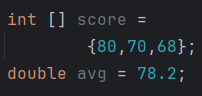 int [] score =
{80,70,68};
double avg = 78.2;